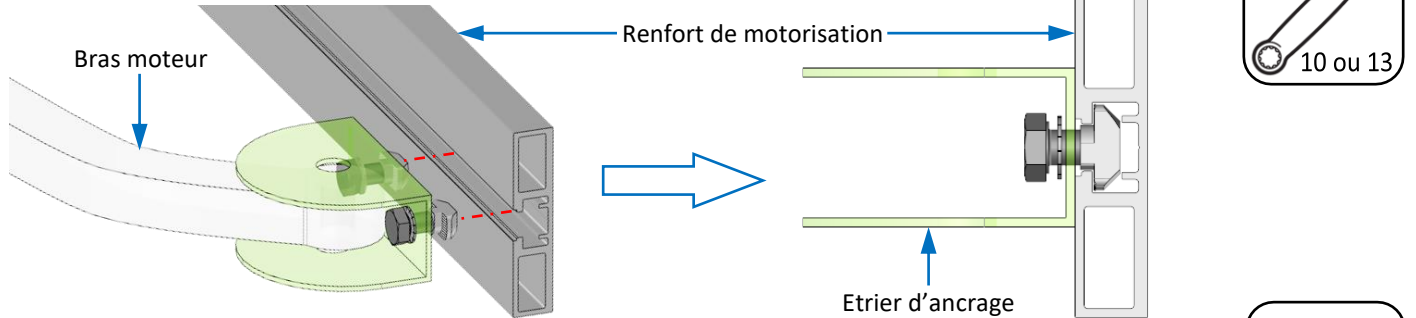 Renfort de motorisation
Bras moteur
10 ou 13
Etrier d’ancrage